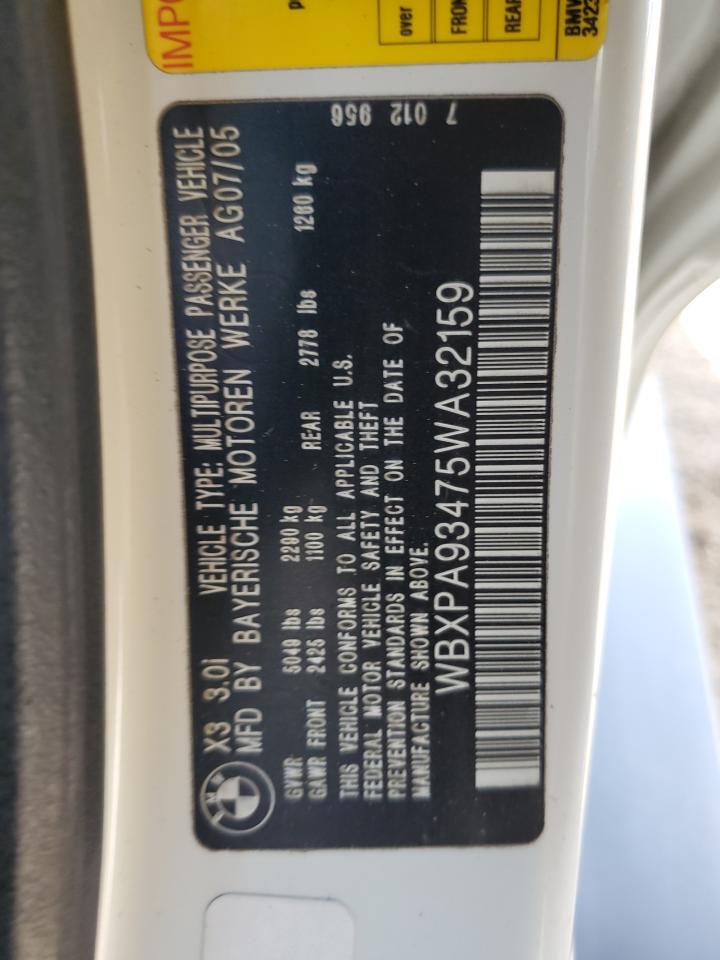 X3 3.0i VEHICLE TYPE: MULTIPURPOSE PASSENGER VEHICLE
MFD BY BAYERISCHE MOTOREN WERKE AG07/05
GVWR 5049 lbs 2290 kg
GAWR FRONT 2425 lbs 1100 kg REAR 2778 lbs 1260 kg
THIS VEHICLE CONFORMS TO ALL APPLICABLE U.S.
FEDERAL MOTOR VEHICLE SAFETY AND THEFT
PREVENTION STANDARDS IN EFFECT ON THE DATE OF
MANUFACTURE SHOWN ABOVE.
WBXPA93475WA32159
7 012 956
over
BMW